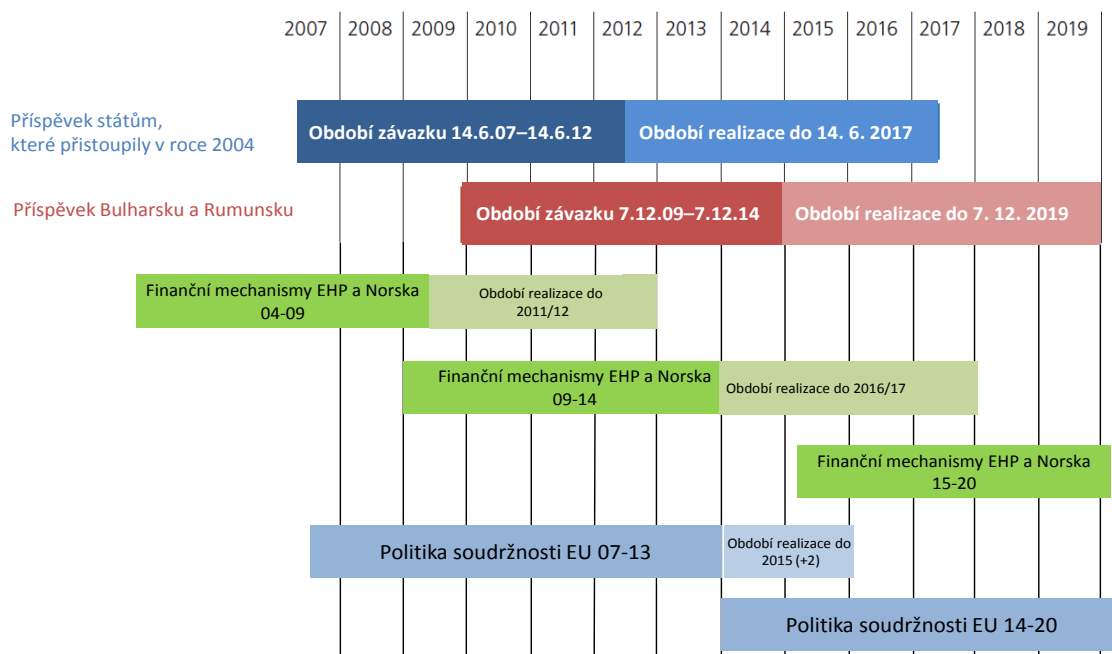 2007 2008 2009 2010 2011 2012 2013 2014 2015 2016 2017 2018 2019
Příspěvek státům,
které přistoupily v roce 2004
Období závazku 14.6.07–14.6.12
Období realizace do 14. 6. 2017
Příspěvek Bulharsku a Rumunsku
Období závazku 7.12.09–7.12.14
Období realizace do 7. 12. 2019
Finanční mechanismy EHP a Norska
04-09
Období realizace do
2011/12
Finanční mechanismy EHP a Norska
09-14
Období realizace do 2016/17
Finanční mechanismy EHP a Norska
15-20
Politika soudržnosti EU 07-13
Období realizace do
2015 (+2)
Politika soudržnosti EU 14-20